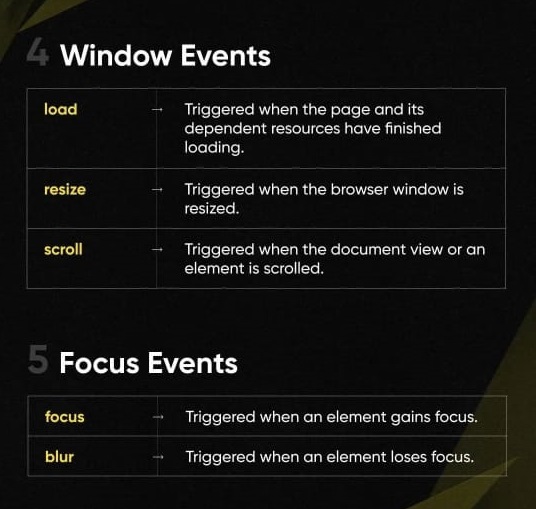 4 Window Events
load → Triggered when the page and its
dependent resources have finished
loading.
resize → Triggered when the browser window is
resized.
scroll → Triggered when the document view or an
element is scrolled.
5 Focus Events
focus → Triggered when an element gains focus.
blur → Triggered when an element loses focus.